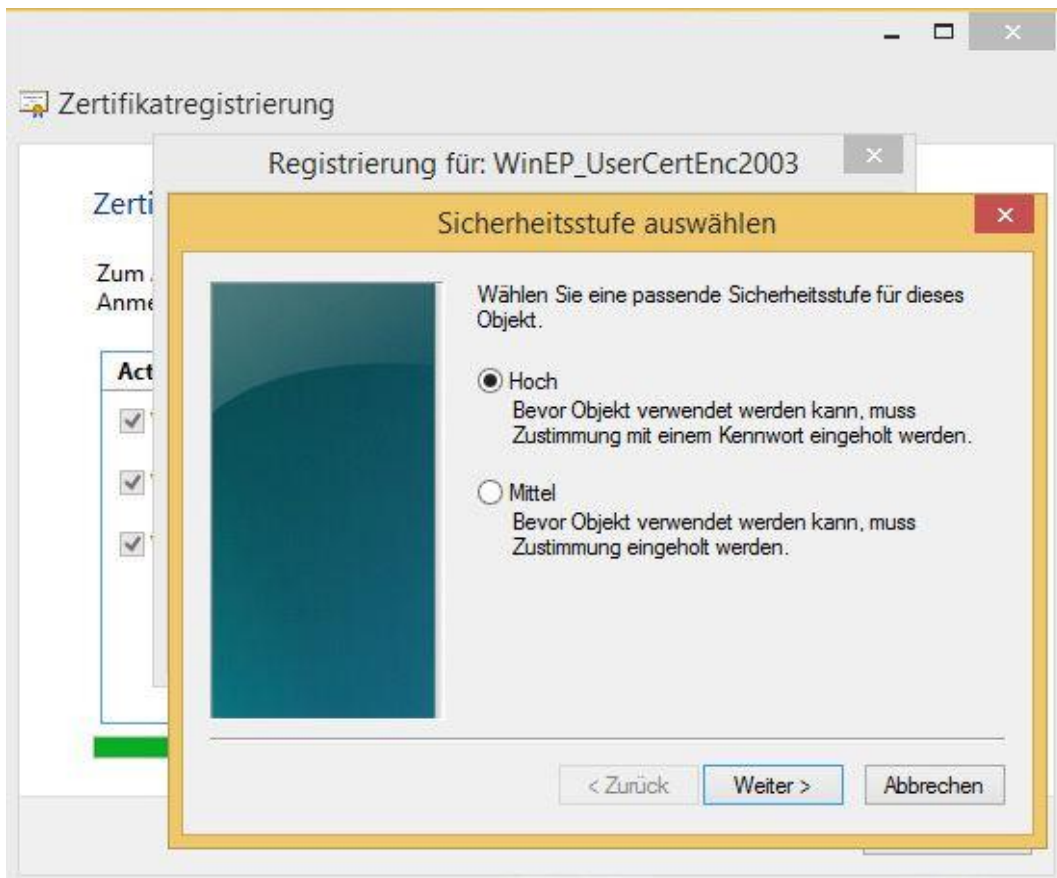 Zertifikatregistrierung
Registrierung für: WinEP_UserCertEnc2003
Zerti
Sicherheitsstufe auswählen
Zum
Anme
Act
Wählen Sie eine passende Sicherheitsstufe für dieses
Objekt.
Hoch
Bevor Objekt verwendet werden kann, muss
Zustimmung mit einem Kennwort eingeholt werden.
Mittel
Bevor Objekt verwendet werden kann, muss
Zustimmung eingeholt werden.
< Zurück
Weiter >
Abbrechen